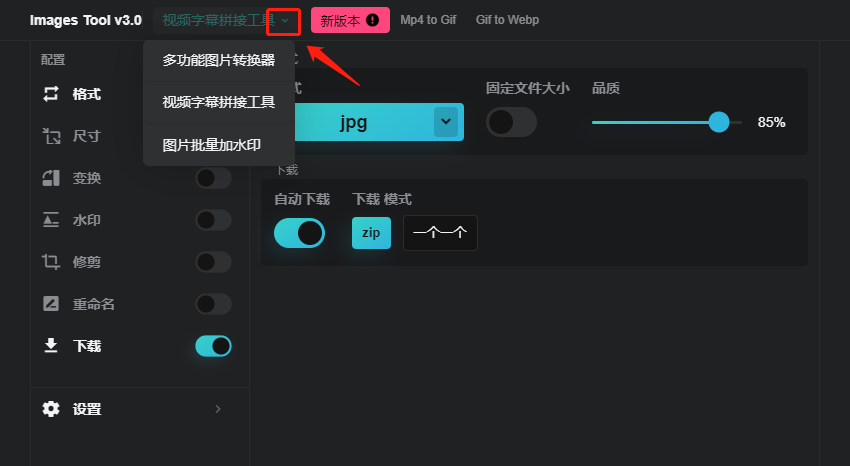 Images Tool v3.0
视频字幕拼接工具
新版本
Mp4 to Gif
Gif to Webp
多功能图片转换器
视频字幕拼接工具
图片批量加水印
配置
格式
尺寸
变换
水印
修剪
重命名
下载
设置
式
式
固定文件大小
品质
jpg
85%
下载
自动下载
下载 模式
zip
一个一个